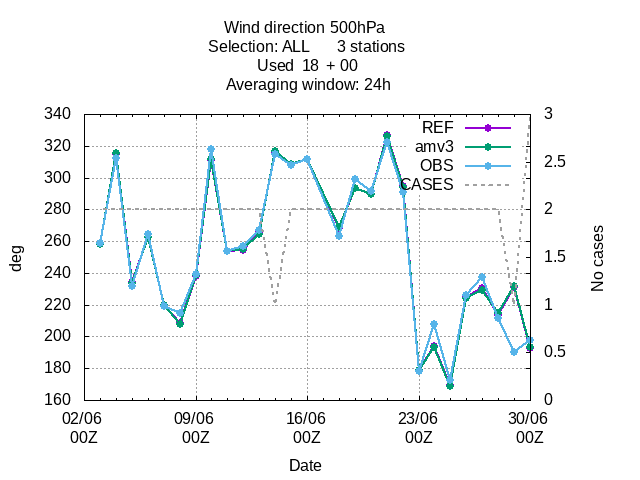 Wind direction 500hPa
Selection: ALL 3 stations
Used 18 + 00
Averaging window: 24h
340
320
300
280
260
240
220
200
180
160
deg
3
2.5
2
1.5
1
0.5
0
No cases
REF
amv3
OBS
CASES
02/06 09/06 16/06 23/06 30/06
00Z 00Z 00Z 00Z 00Z
Date